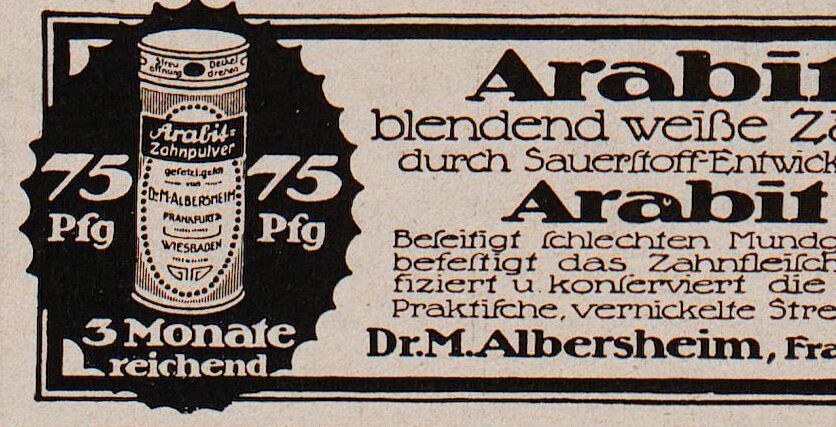 Streu Deckel
öffnung drehen
Arabit-
Zahnpulver
gesetzl. gesch
von
Dr. M. ALBERSHEIM
FRANKFURT a
WIESBADEN
75 Pfg
75 Pfg
3 Monate
reichend
Arabit
blendend weiße Z
durch Sauerſtoff-Entwick
Arabit
Beſeitigt ſchlechten Mund
befeſtigt das Zahnfleiſch
fiziert u. konſerviert die
Praktiſche, vernickelte Stre
Dr. M. Albersheim, Fra